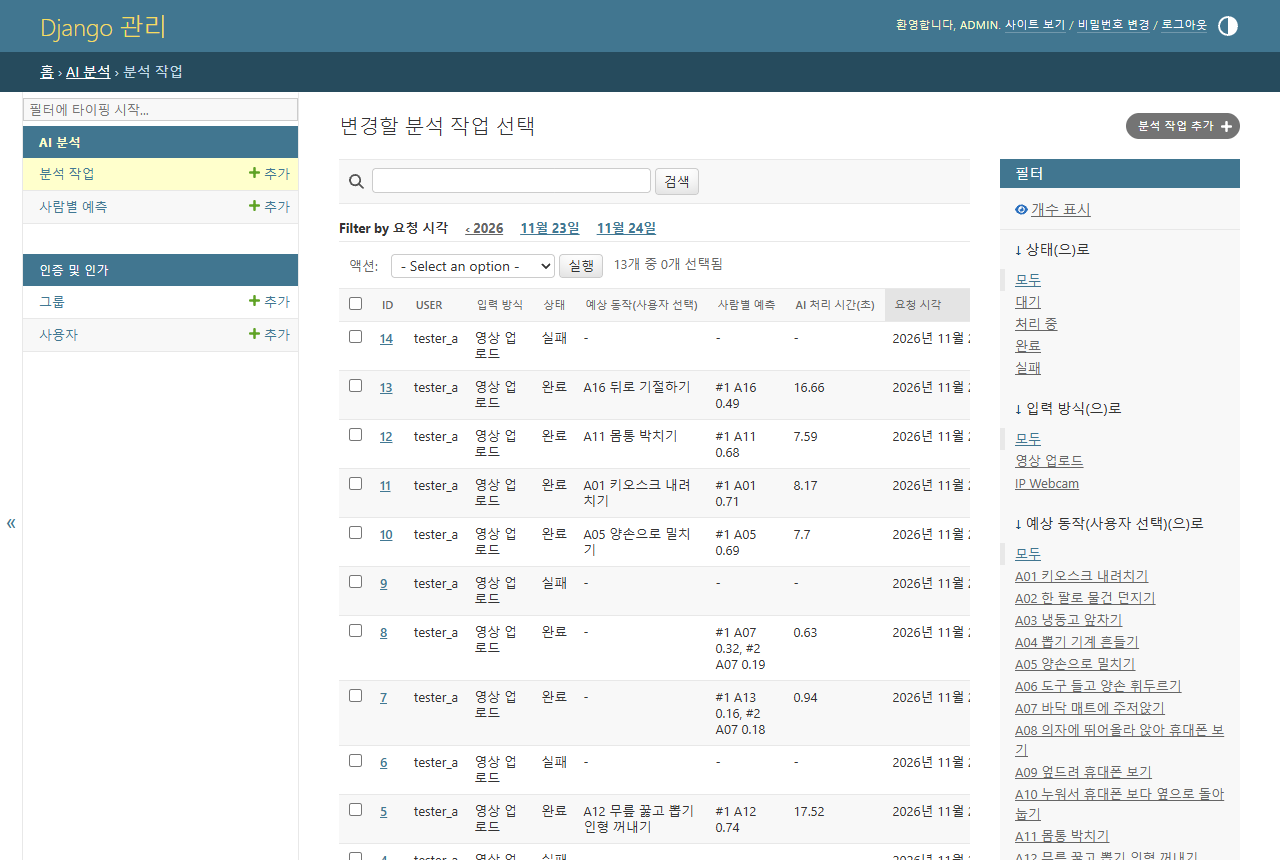 Django 관리
환영합니다, ADMIN. 사이트 보기 / 비밀번호 변경 / 로그아웃
홈 › AI 분석 › 분석 작업
필터에 타이핑 시작...
AI 분석
분석 작업 추가
사람별 예측 추가
인증 및 인가
그룹 추가
사용자 추가
«
변경할 분석 작업 선택
분석 작업 추가
검색
Filter by 요청 시각 ‹ 2026 11월 23일 11월 24일
액션: - Select an option - 실행 13개 중 0개 선택됨
ID USER 입력 방식 상태 예상 동작(사용자 선택) 사람별 예측 AI 처리 시간(초) 요청 시각
14 tester_a 영상 업로드 실패 - - - 2026년 11월
13 tester_a 영상 업로드 완료 A16 뒤로 기절하기 #1 A16 0.49 16.66 2026년 11월
12 tester_a 영상 업로드 완료 A11 몸통 박치기 #1 A11 0.68 7.59 2026년 11월
11 tester_a 영상 업로드 완료 A01 키오스크 내려치기 #1 A01 0.71 8.17 2026년 11월
10 tester_a 영상 업로드 완료 A05 양손으로 밀치기 #1 A05 0.69 7.7 2026년 11월
9 tester_a 영상 업로드 실패 - - - 2026년 11월
8 tester_a 영상 업로드 완료 - #1 A07 0.32, #2 A07 0.19 0.63 2026년 11월
7 tester_a 영상 업로드 완료 - #1 A13 0.16, #2 A07 0.18 0.94 2026년 11월
6 tester_a 영상 업로드 실패 - - - 2026년 11월
5 tester_a 영상 업로드 완료 A12 무릎 꿇고 뽑기 인형 꺼내기 #1 A12 0.74 17.52 2026년 11월
필터
개수 표시
↓ 상태(으)로
모두
대기
처리 중
완료
실패
↓ 입력 방식(으)로
모두
영상 업로드
IP Webcam
↓ 예상 동작(사용자 선택)(으)로
모두
A01 키오스크 내려치기
A02 한 팔로 물건 던지기
A03 냉동고 앞차기
A04 뽑기 기계 흔들기
A05 양손으로 밀치기
A06 도구 들고 양손 휘두르기
A07 바닥 매트에 주저앉기
A08 의자에 뛰어올라 앉아 휴대폰 보
기
A09 엎드려 휴대폰 보기
A10 누워서 휴대폰 보다 옆으로 돌아
눕기
A11 몸통 박치기
A12 무릎 꿇고 뽑기 인형 꺼내기